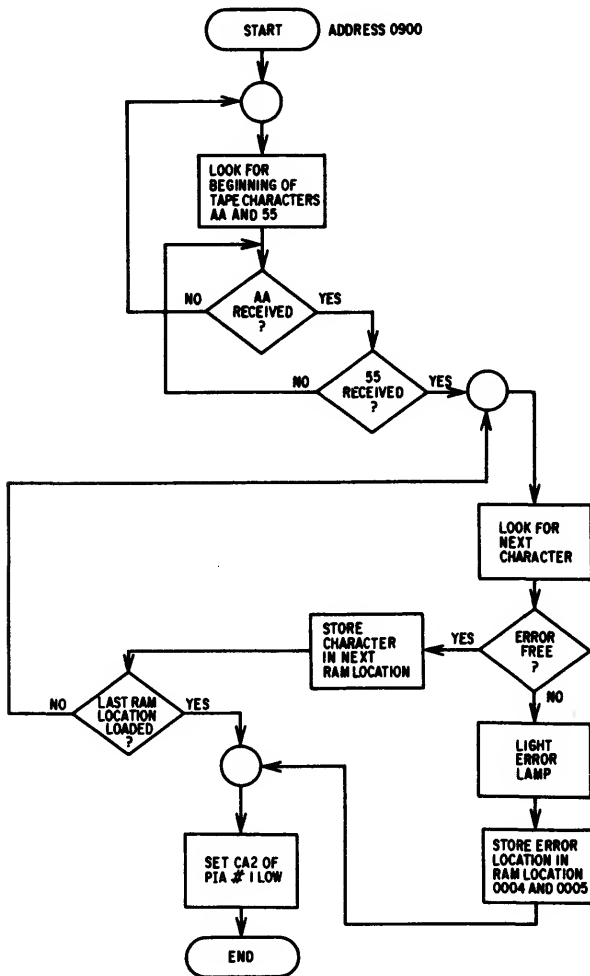 START
ADDRESS 0900
LOOK FOR
BEGINNING OF
TAPE CHARACTERS
AA AND 55
NO
AA
RECEIVED
?
YES
NO
55
RECEIVED
?
YES
LOOK FOR
NEXT
CHARACTER
STORE
CHARACTER
IN NEXT
RAM LOCATION
YES
ERROR
FREE
?
NO
NO
LAST RAM
LOCATION
LOADED
?
YES
LIGHT
ERROR
LAMP
SET CA2 OF
PIA # 1 LOW
STORE ERROR
LOCATION IN
RAM LOCATION
0004 AND 0005
END